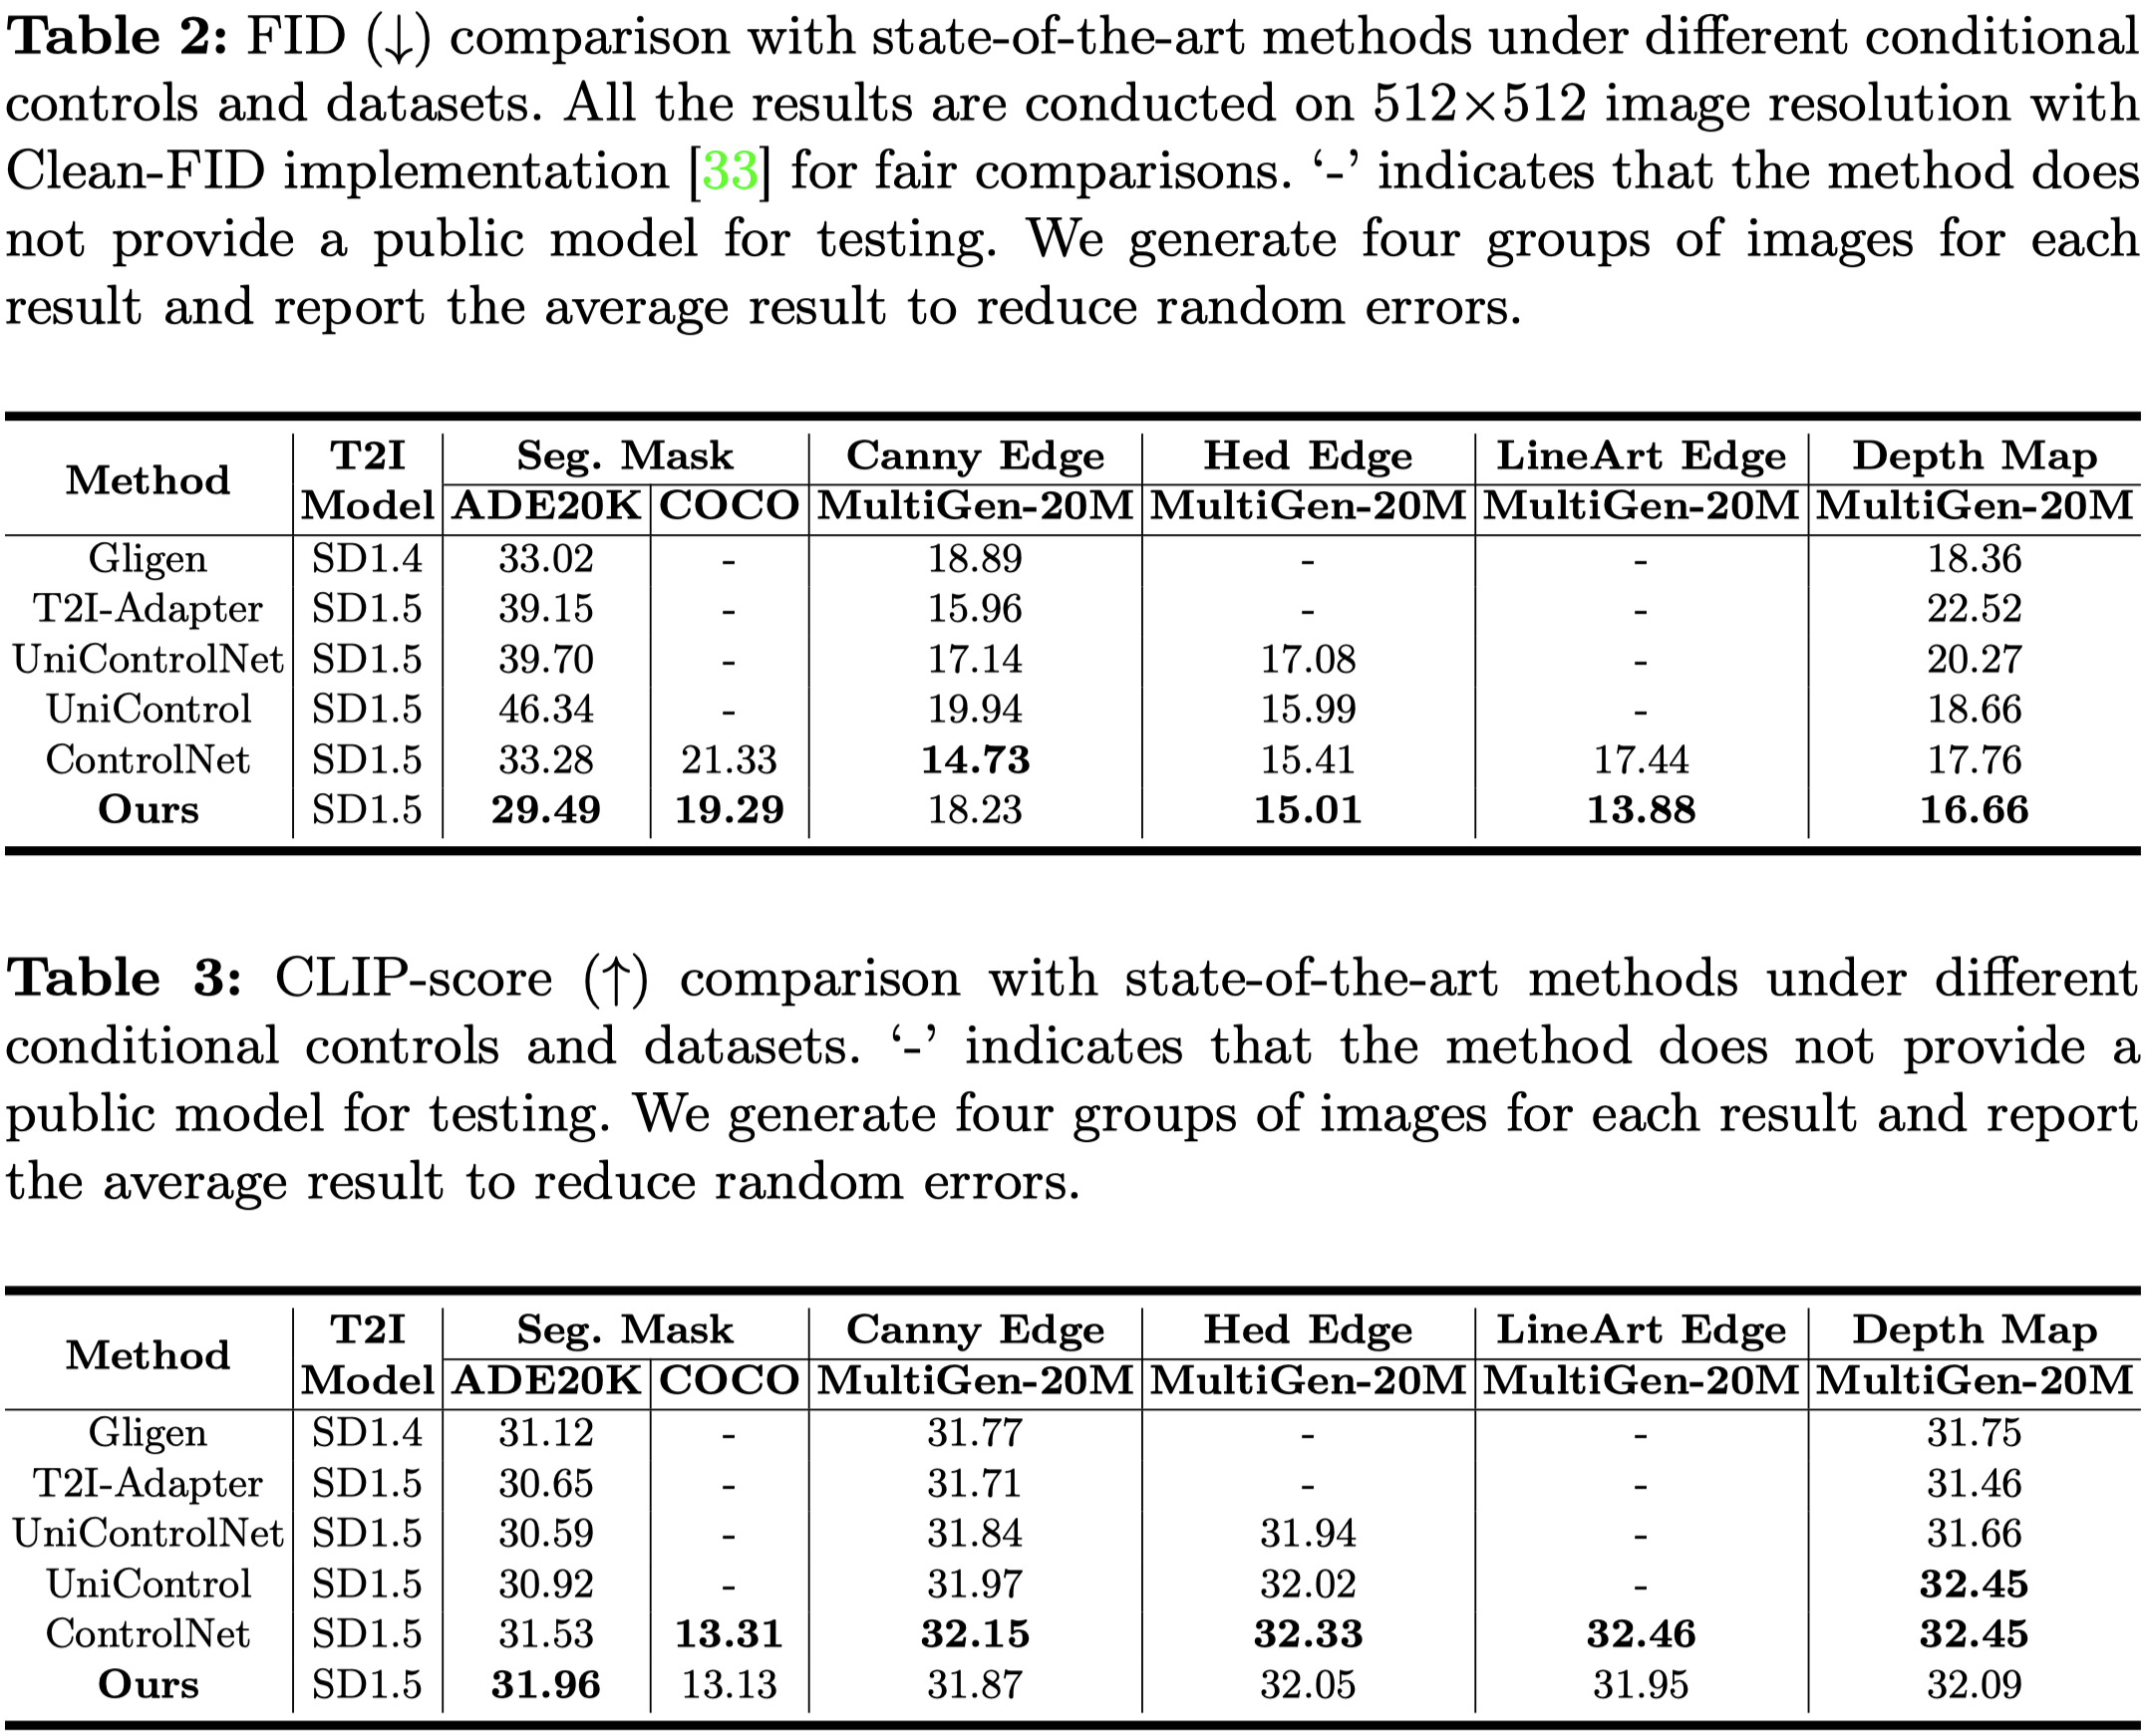 Table 2: FID (↓) comparison with state-of-the-art methods under different conditional
controls and datasets. All the results are conducted on 512×512 image resolution with
Clean-FID implementation [33] for fair comparisons. ‘-’ indicates that the method does
not provide a public model for testing. We generate four groups of images for each
result and report the average result to reduce random errors.
Method T2I Seg. Mask Canny Edge Hed Edge LineArt Edge Depth Map
Model ADE20K COCO MultiGen-20M MultiGen-20M MultiGen-20M MultiGen-20M
Gligen SD1.4 33.02 - 18.89 - - 18.36
T2I-Adapter SD1.5 39.15 - 15.96 - - 22.52
UniControlNet SD1.5 39.70 - 17.14 17.08 - 20.27
UniControl SD1.5 46.34 - 19.94 15.99 - 18.66
ControlNet SD1.5 33.28 21.33 14.73 15.41 17.44 17.76
Ours SD1.5 29.49 19.29 18.23 15.01 13.88 16.66
Table 3: CLIP-score (↑) comparison with state-of-the-art methods under different
conditional controls and datasets. ‘-’ indicates that the method does not provide a
public model for testing. We generate four groups of images for each result and report
the average result to reduce random errors.
Method T2I Seg. Mask Canny Edge Hed Edge LineArt Edge Depth Map
Model ADE20K COCO MultiGen-20M MultiGen-20M MultiGen-20M MultiGen-20M
Gligen SD1.4 31.12 - 31.77 - - 31.75
T2I-Adapter SD1.5 30.65 - 31.71 - - 31.46
UniControlNet SD1.5 30.59 - 31.84 31.94 - 31.66
UniControl SD1.5 30.92 - 31.97 32.02 - 32.45
ControlNet SD1.5 31.53 13.31 32.15 32.33 32.46 32.45
Ours SD1.5 31.96 13.13 31.87 32.05 31.95 32.09